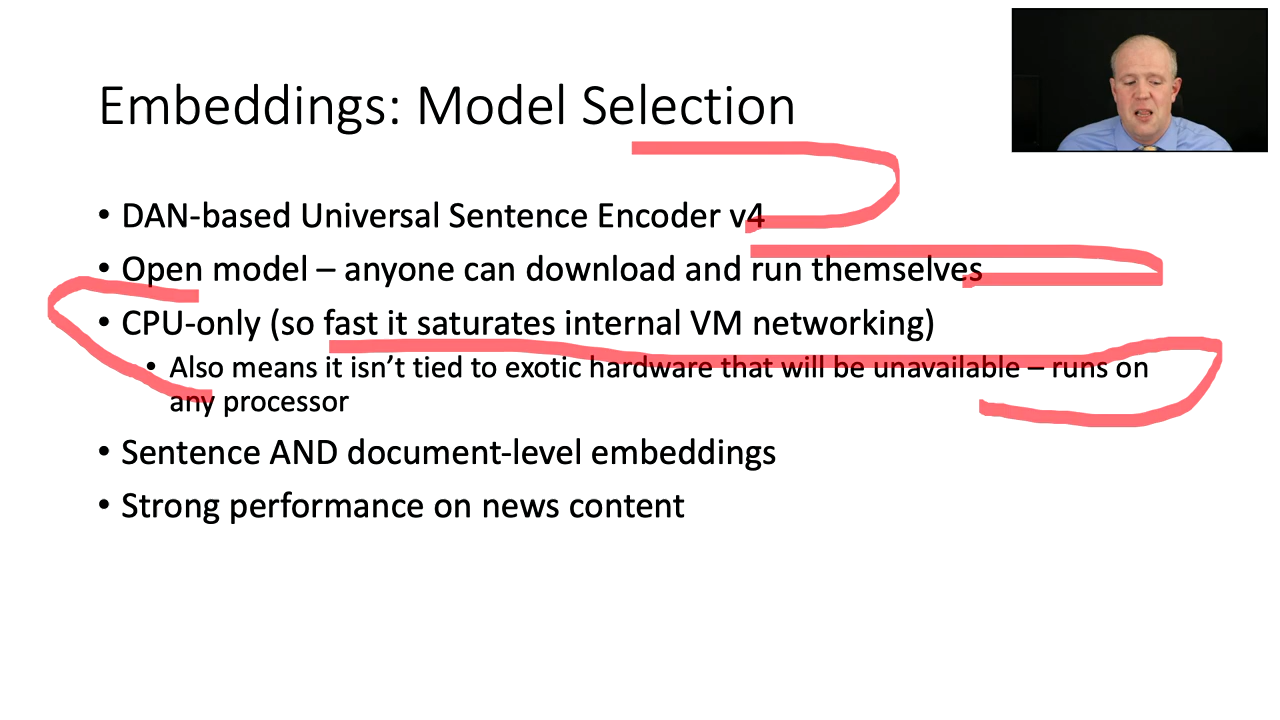 Embeddings: Model Selection
• DAN-based Universal Sentence Encoder v4
• Open model – anyone can download and run themselves
• CPU-only (so fast it saturates internal VM networking)
• Also means it isn’t tied to exotic hardware that will be unavailable – runs on
any processor
• Sentence AND document-level embeddings
• Strong performance on news content